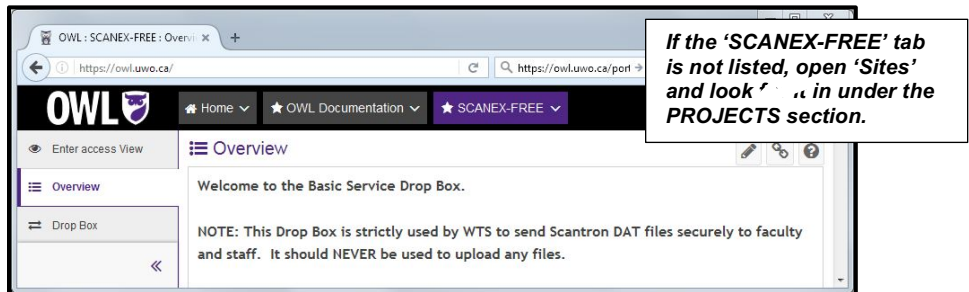 OWL : SCANEX-FREE : Overvi
https://owl.uwo.ca/
https://owl.uwo.ca/port
If the ‘SCANEX-FREE’ tab
is not listed, open ‘Sites’
and look in under the
PROJECTS section.
OWL
Home
OWL Documentation
SCANEX-FREE
Enter access View
Overview
Overview
Welcome to the Basic Service Drop Box.
Drop Box
NOTE: This Drop Box is strictly used by WTS to send Scantron DAT files securely to faculty
and staff. It should NEVER be used to upload any files.